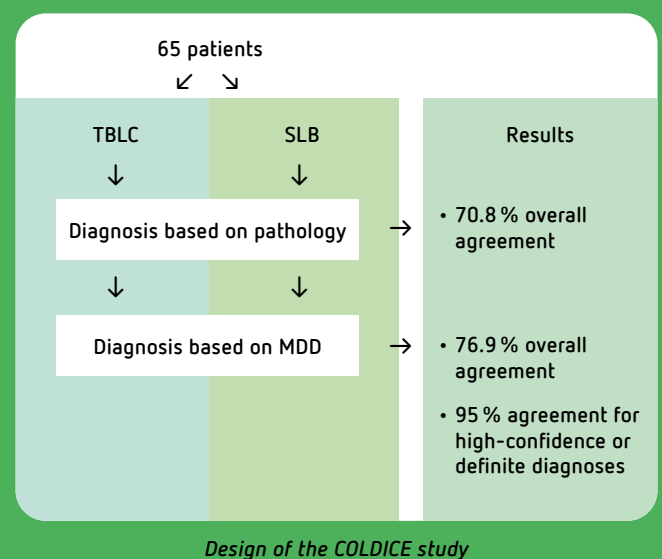 65 patients
↙ ↘
TBLC SLB Results
↓ ↓
Diagnosis based on pathology → • 70.8 % overall
agreement
↓ ↓
Diagnosis based on MDD → • 76.9 % overall
agreement
• 95 % agreement for
high-confidence or
definite diagnoses
Design of the COLDICE study